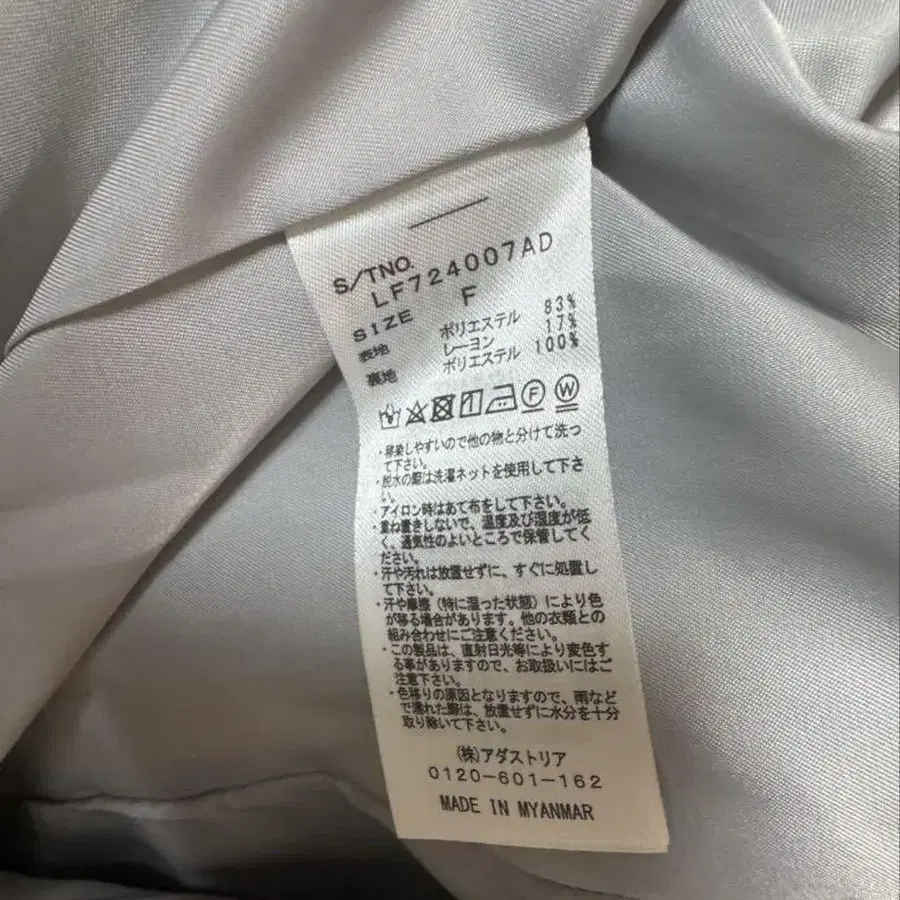 S/TNO.
LF724007AD
SIZE F
表地 ポリエステル 83%
レーヨン 17%
裏地 ポリエステル 100%
F W
・移染しやすいので他の物と分けて洗っ
て下さい。
・脱水の際は洗濯ネットを使用して下さ
い。
・アイロン時はあて布をして下さい。
・重ね置きしないで、温度及び湿度が低
く、通気性のよいところで保管してく
ださい。
・汗や汚れは放置せずに、すぐに処置し
て下さい。
・汗や摩擦（特に湿った状態）により色
が移る場合があります。他の衣類との
組み合わせにご注意ください。
・この製品は、直射日光等により変色す
る事がありますので、お取扱いにはご
注意下さい。
・色移りの原因となりますので、雨など
で濡れた際は、放置せずに水分を十分
取り除いて下さい。
(株)アダストリア
0120-601-162
MADE IN MYANMAR